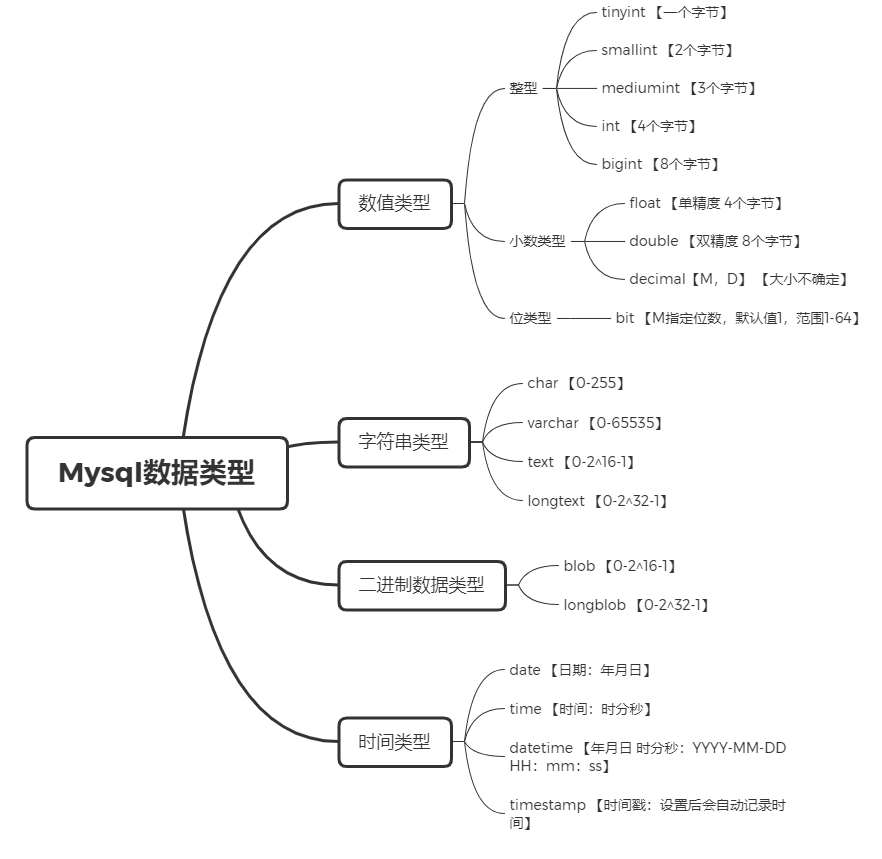 Mysql数据类型
数值类型
整型
tinyint 【一个字节】
smallint 【2个字节】
mediumint 【3个字节】
int 【4个字节】
bigint 【8个字节】
小数类型
float 【单精度 4个字节】
double 【双精度 8个字节】
decimal【M，D】 【大小不确定】
位类型
bit 【M指定位数，默认值1，范围1-64】
字符串类型
char 【0-255】
varchar 【0-65535】
text 【0-2^16-1】
longtext 【0-2^32-1】
二进制数据类型
blob 【0-2^16-1】
longblob 【0-2^32-1】
时间类型
date 【日期：年月日】
time 【时间：时分秒】
datetime 【年月日 时分秒：YYYY-MM-DD
HH：mm：ss】
timestamp 【时间戳：设置后会自动记录时
间】